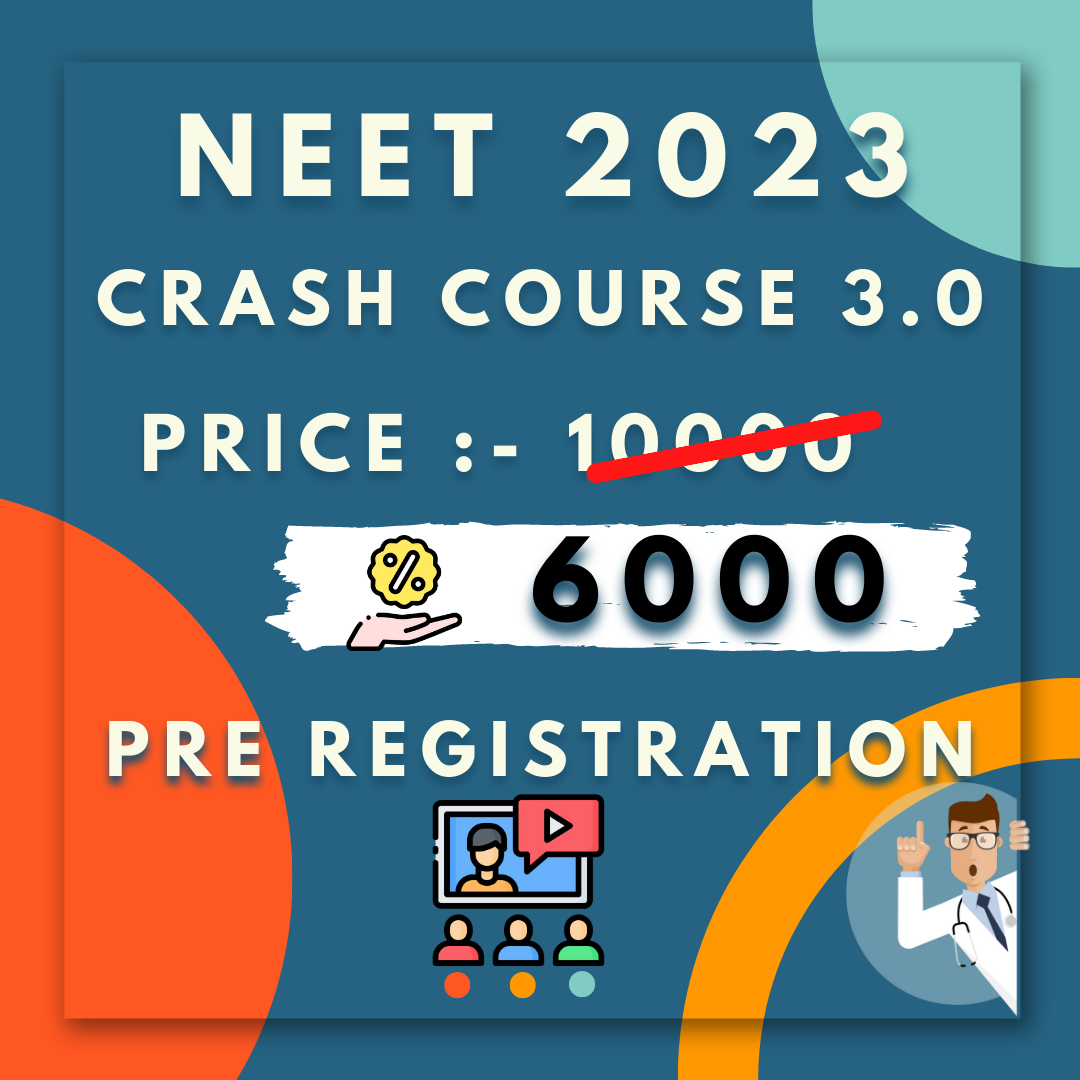 NEET 2023
CRASH COURSE 3.0
PRICE :- 10000
6000
PRE REGISTRATION